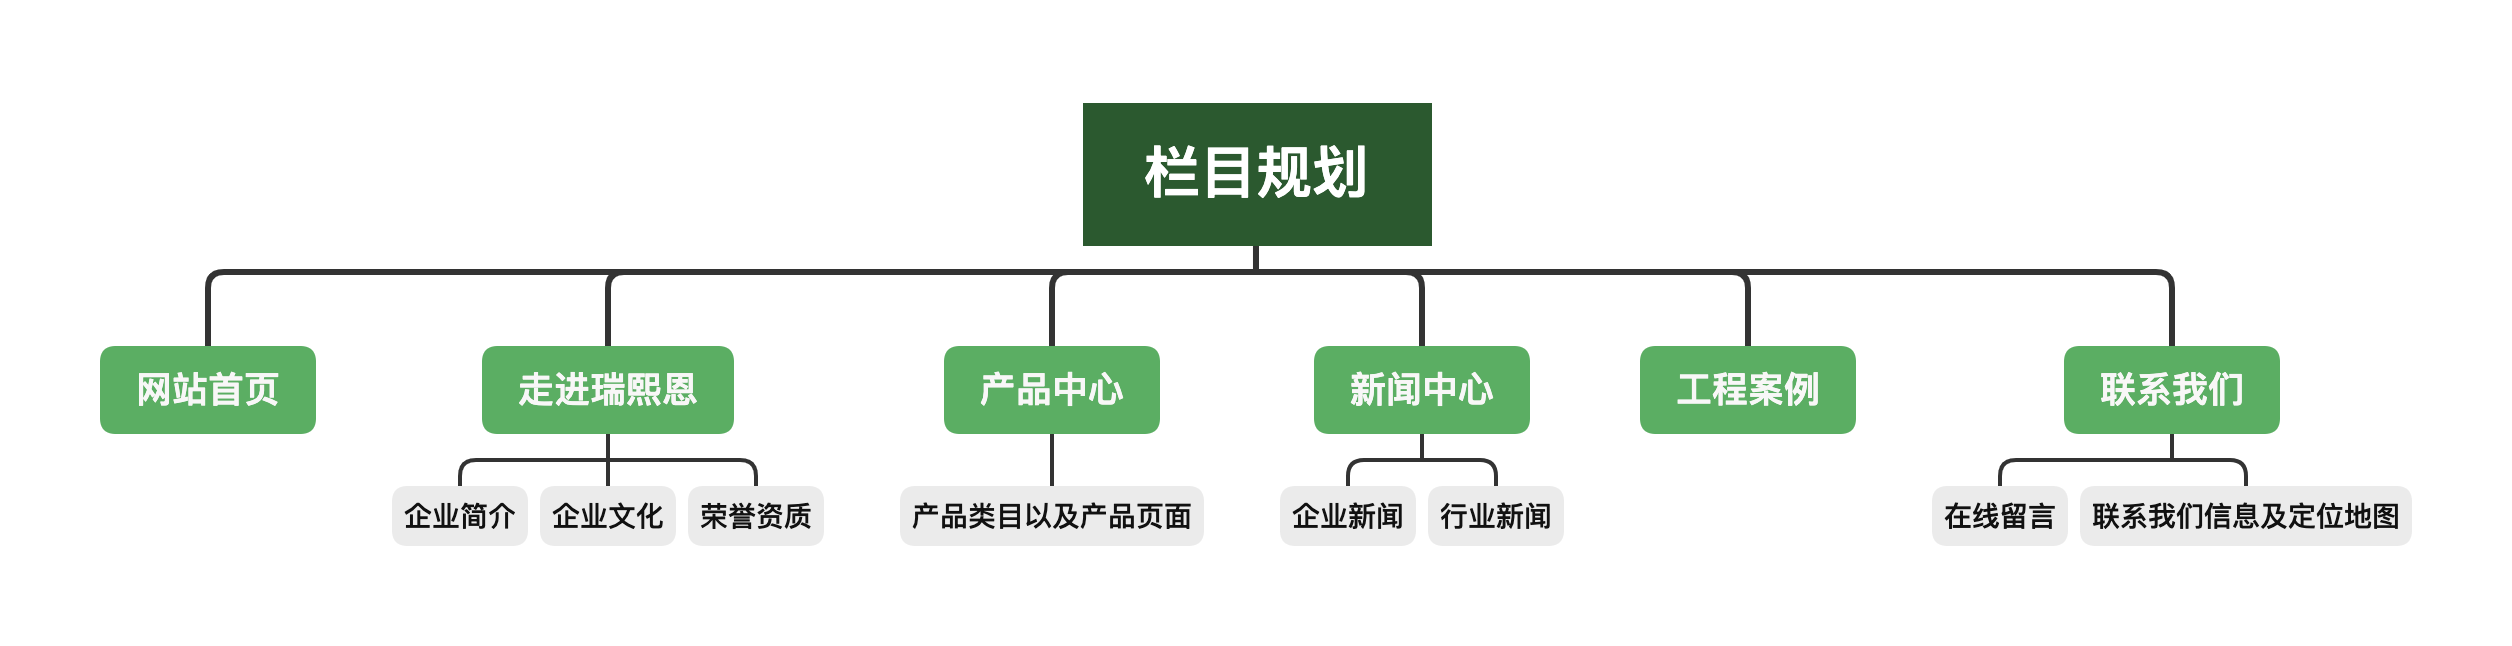 栏目规划
网站首页
走进瑞照恩
产品中心
新闻中心
工程案例
联系我们
企业简介
企业文化
荣誉资质
产品类目以及产品页面
企业新闻
行业新闻
在线留言
联系我们信息及定位地图